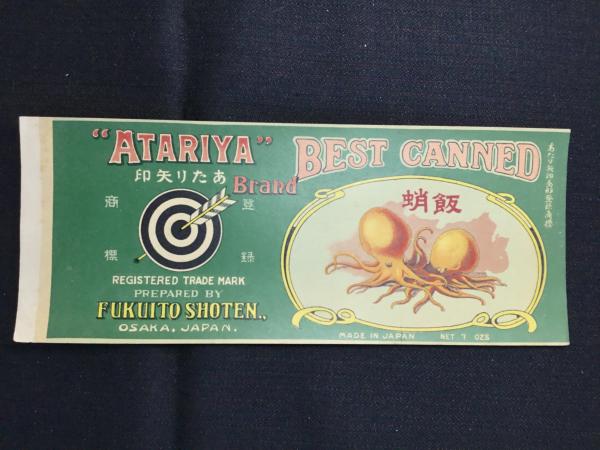 "ATARIYA"
印矢りたあ
Brand
商 登
標 録
REGISTERED TRADE MARK
PREPARED BY
FUKUITO SHOTEN.,
OSAKA, JAPAN.
BEST CANNED
蛸飯
MADE IN JAPAN NET 7 OZS